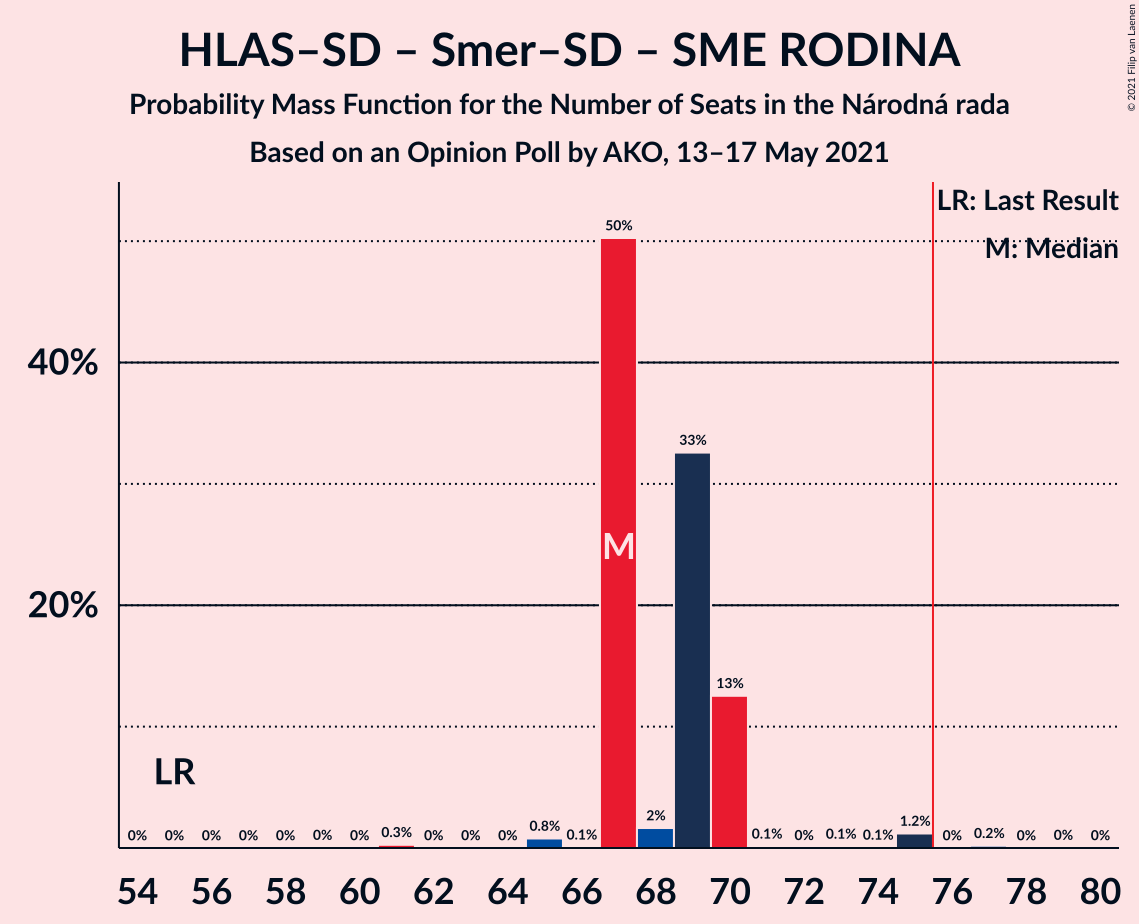 HLAS–SD – Smer–SD – SME RODINA
Probability Mass Function for the Number of Seats in the Národná rada
Based on an Opinion Poll by AKO, 13–17 May 2021
© 2021 Filip van Laenen
LR: Last Result
M: Median
40%
20%
LR
M
0% 0% 0% 0% 0% 0% 0% 0.3% 0% 0% 0% 0.8% 0.1% 50% 2% 33% 13% 0.1% 0% 0.1% 0.1% 1.2% 0% 0.2% 0% 0% 0%
54 56 58 60 62 64 66 68 70 72 74 76 78 80